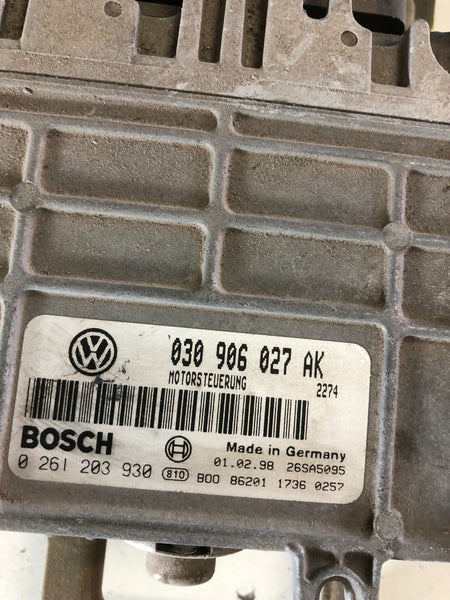 030 906 027 AK
MOTORSTEUERUNG 2274
BOSCH Made in Germany
01.02.98 26SA5095
0 261 203 930 810 B00 86201 1736 0257